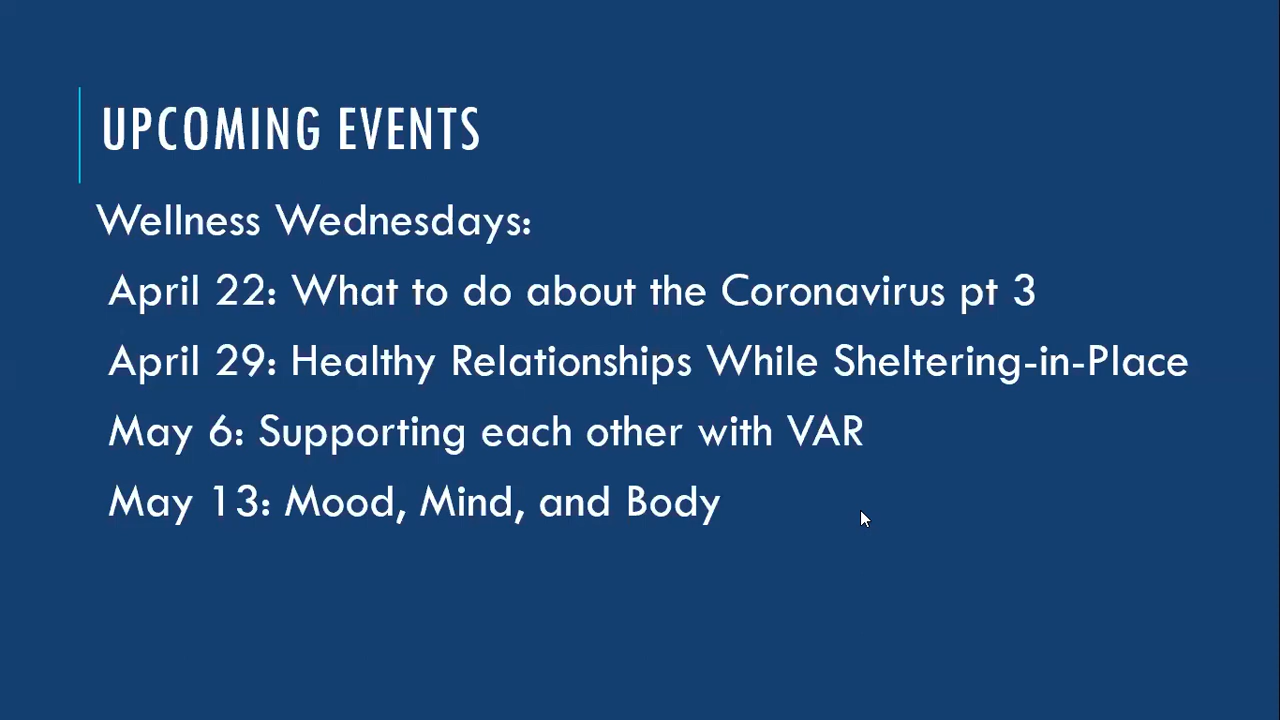 UPCOMING EVENTS
Wellness Wednesdays:
April 22: What to do about the Coronavirus pt 3
April 29: Healthy Relationships While Sheltering-in-Place
May 6: Supporting each other with VAR
May 13: Mood, Mind, and Body